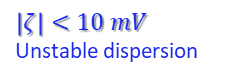 |ζ| < 10 mV
Unstable dispersion